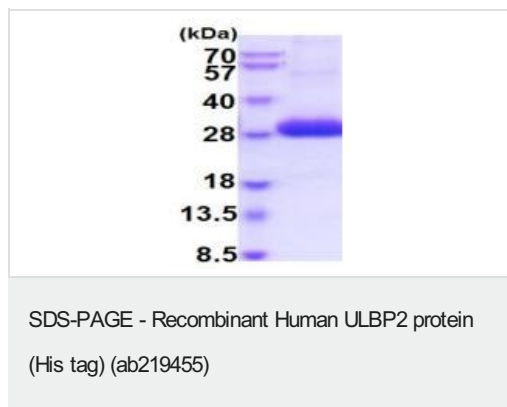 (kDa)
70
57
40
28
18
13.5
8.5
SDS-PAGE - Recombinant Human ULBP2 protein
(His tag) (ab219455)